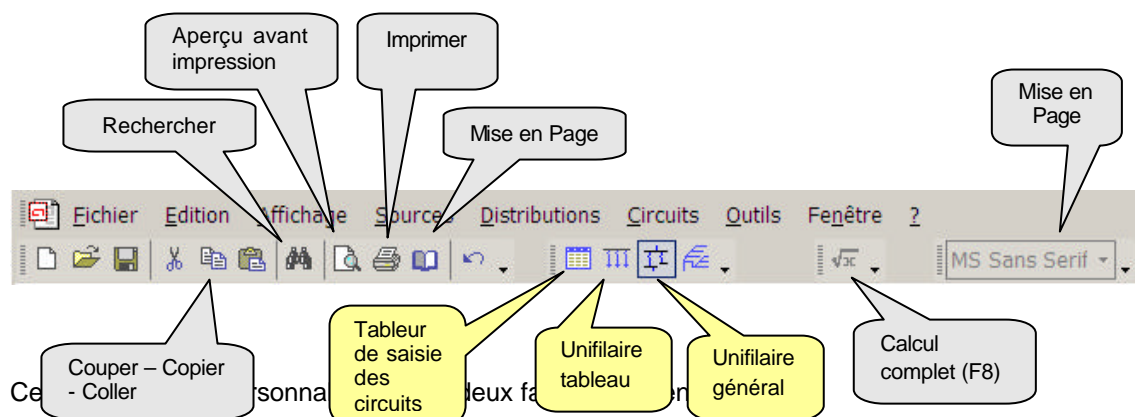 Aperçu avant
impression
Imprimer
Mise en
Page
Rechercher
Mise en Page
Fichier Edition Affichage Sources Distributions Circuits Outils Fenêtre ?
MS Sans Serif
Couper – Copier
- Coller
Tableur
de saisie
des
circuits
Unifilaire
tableau
Unifilaire
général
Calcul
complet (F8)
deux